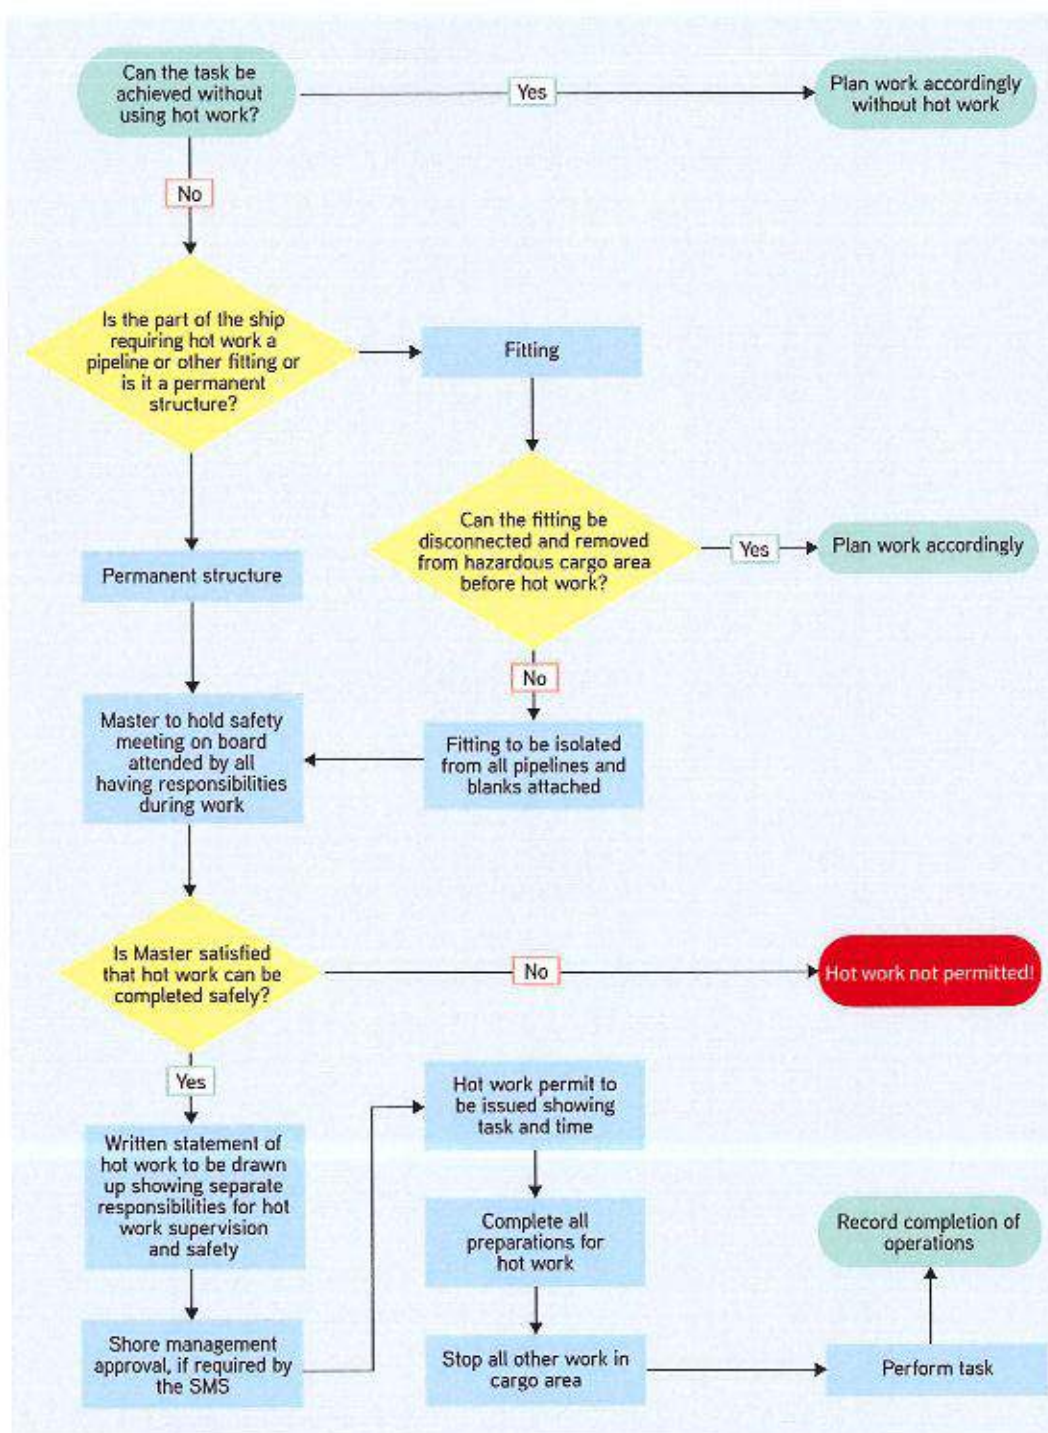 Can the task be
achieved without
using hot work?
Yes
Plan work accordingly
without hot work
No
Is the part of the ship
requiring hot work a
pipeline or other fitting or
is it a permanent
structure?
Fitting
Can the fitting be
disconnected and removed
from hazardous cargo area
before hot work?
Yes
Plan work accordingly
Permanent structure
No
Master to hold safety
meeting on board
attended by all
having responsibilities
during work
Fitting to be isolated
from all pipelines and
blanks attached
Is Master satisfied
that hot work can be
completed safely?
No
Hot work not permitted!
Yes
Written statement of
hot work to be drawn
up showing separate
responsibilities for hot
work supervision
and safety
Shore management
approval, if required by
the SMS
Hot work permit to
be issued showing
task and time
Complete all
preparations for
hot work
Stop all other work in
cargo area
Perform task
Record completion of
operations